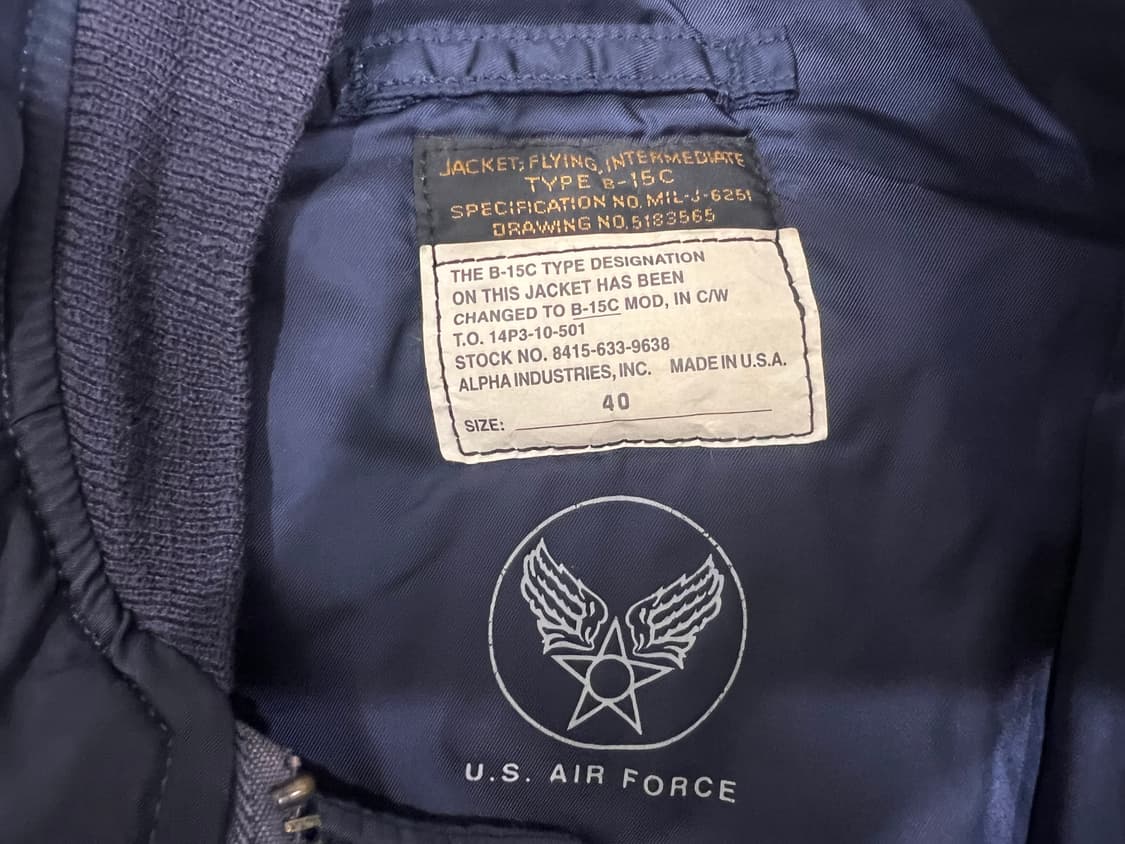 JACKET, FLYING, INTERMEDIATE
TYPE B-15C
SPECIFICATION NO. MIL-J-6251
DRAWING NO. 5183565
THE B-15C TYPE DESIGNATION
ON THIS JACKET HAS BEEN
CHANGED TO B-15C MOD, IN C/W
T.O. 14P3-10-501
STOCK NO. 8415-633-9638
ALPHA INDUSTRIES, INC. MADE IN U.S.A.
40
SIZE:
U.S. AIR FORCE